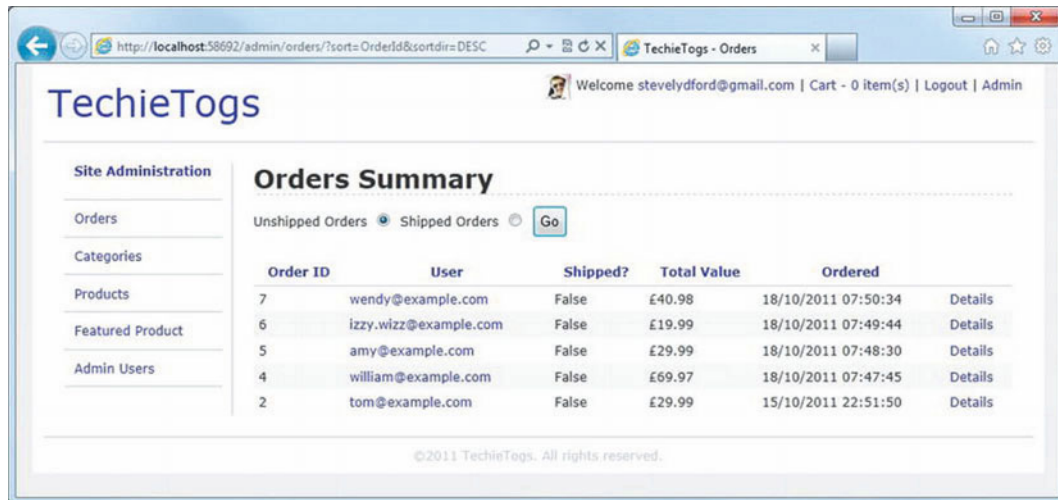 http://localhost:58692/admin/orders/?sort=OrderId&sortdir=DESC
TechieTogs - Orders
Welcome stevelydford@gmail.com | Cart - 0 item(s) | Logout | Admin
TechieTogs
Site Administration
Orders
Categories
Products
Featured Product
Admin Users
Orders Summary
Unshipped Orders Shipped Orders Go
Order ID User Shipped? Total Value Ordered
7 wendy@example.com False £40.98 18/10/2011 07:50:34 Details
6 izzy.wizz@example.com False £19.99 18/10/2011 07:49:44 Details
5 amy@example.com False £29.99 18/10/2011 07:48:30 Details
4 william@example.com False £69.97 18/10/2011 07:47:45 Details
2 tom@example.com False £29.99 15/10/2011 22:51:50 Details
©2011 TechieTogs. All rights reserved.